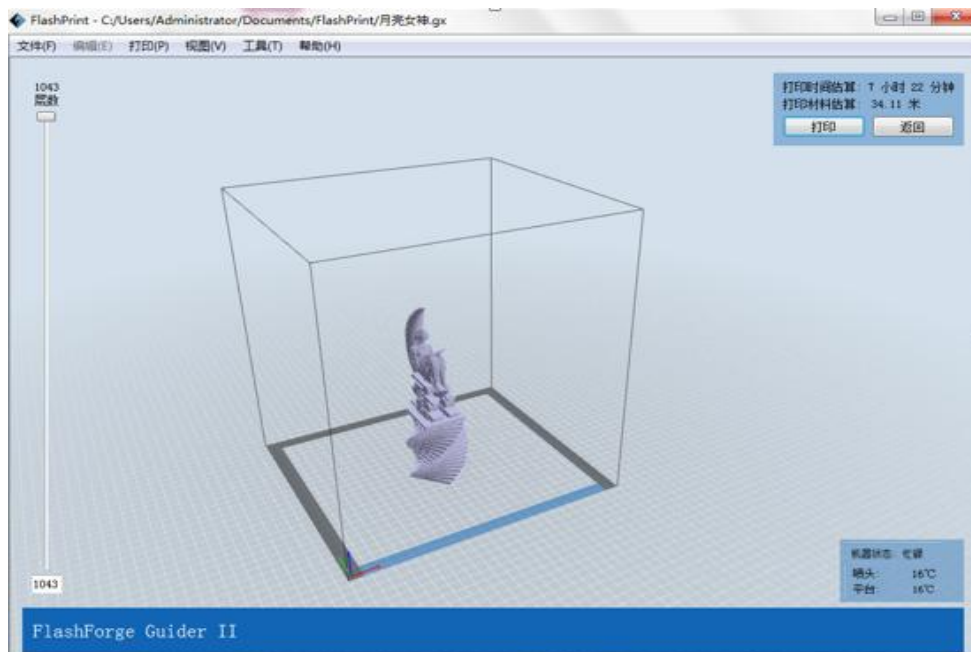 FlashPrint - C:/Users/Administrator/Documents/FlashPrint/月亮女神.gx
文件(F) 编辑(E) 打印(P) 视图(V) 工具(T) 帮助(H)
1043
层数
打印时间估算: 7 小时 22 分钟
打印材料估算: 34.11 米
打印 返回
1043
机器状态: 忙碌
喷头: 16℃
平台: 16℃
FlashForge Guider II